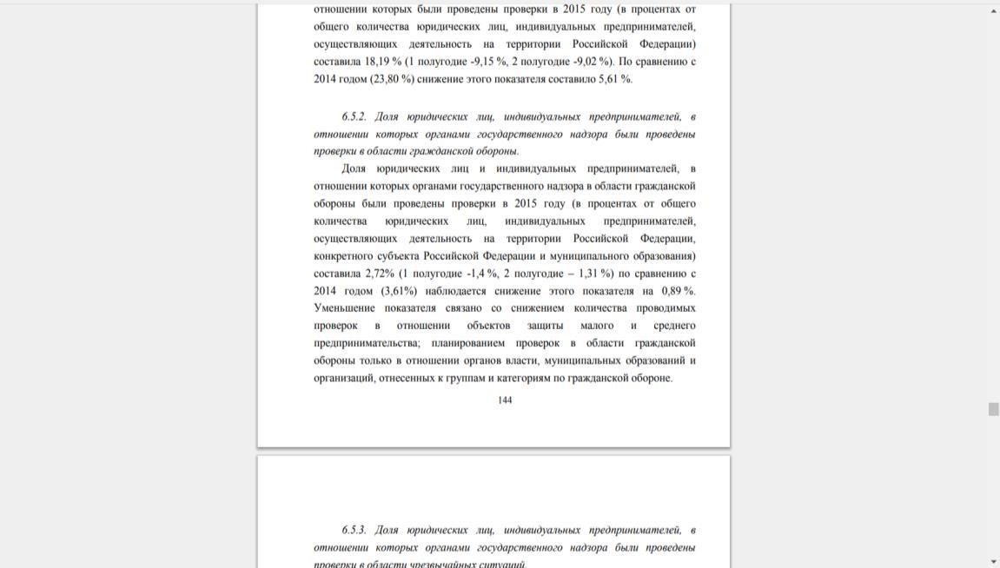 отношении которых были проведены проверки в 2015 году (в процентах от
общего количества юридических лиц, индивидуальных предпринимателей,
осуществляющих деятельность на территории Российской Федерации)
составила 18,19 % (1 полугодие -9,15 %, 2 полугодие -9,02 %). По сравнению с
2014 годом (23,80 %) снижение этого показателя составило 5,61 %.
6.5.2. Доля юридических лиц, индивидуальных предпринимателей, в
отношении которых органами государственного надзора были проведены
проверки в области гражданской обороны.
Доля юридических лиц и индивидуальных предпринимателей, в
отношении которых органами государственного надзора в области гражданской
обороны были проведены проверки в 2015 году (в процентах от общего
количества юридических лиц, индивидуальных предпринимателей,
осуществляющих деятельность на территории Российской Федерации,
конкретного субъекта Российской Федерации и муниципального образования)
составила 2,72% (1 полугодие -1,4 %, 2 полугодие – 1,31 %) по сравнению с
2014 годом (3,61%) наблюдается снижение этого показателя на 0,89 %.
Уменьшение показателя связано со снижением количества проводимых
проверок в отношении объектов защиты малого и среднего
предпринимательства; планированием проверок в области гражданской
обороны только в отношении органов власти, муниципальных образований и
организаций, отнесенных к группам и категориям по гражданской обороне.
144
6.5.3. Доля юридических лиц, индивидуальных предпринимателей, в
отношении которых органами государственного надзора были проведены
проверки в области чрезвычайных ситуаций.